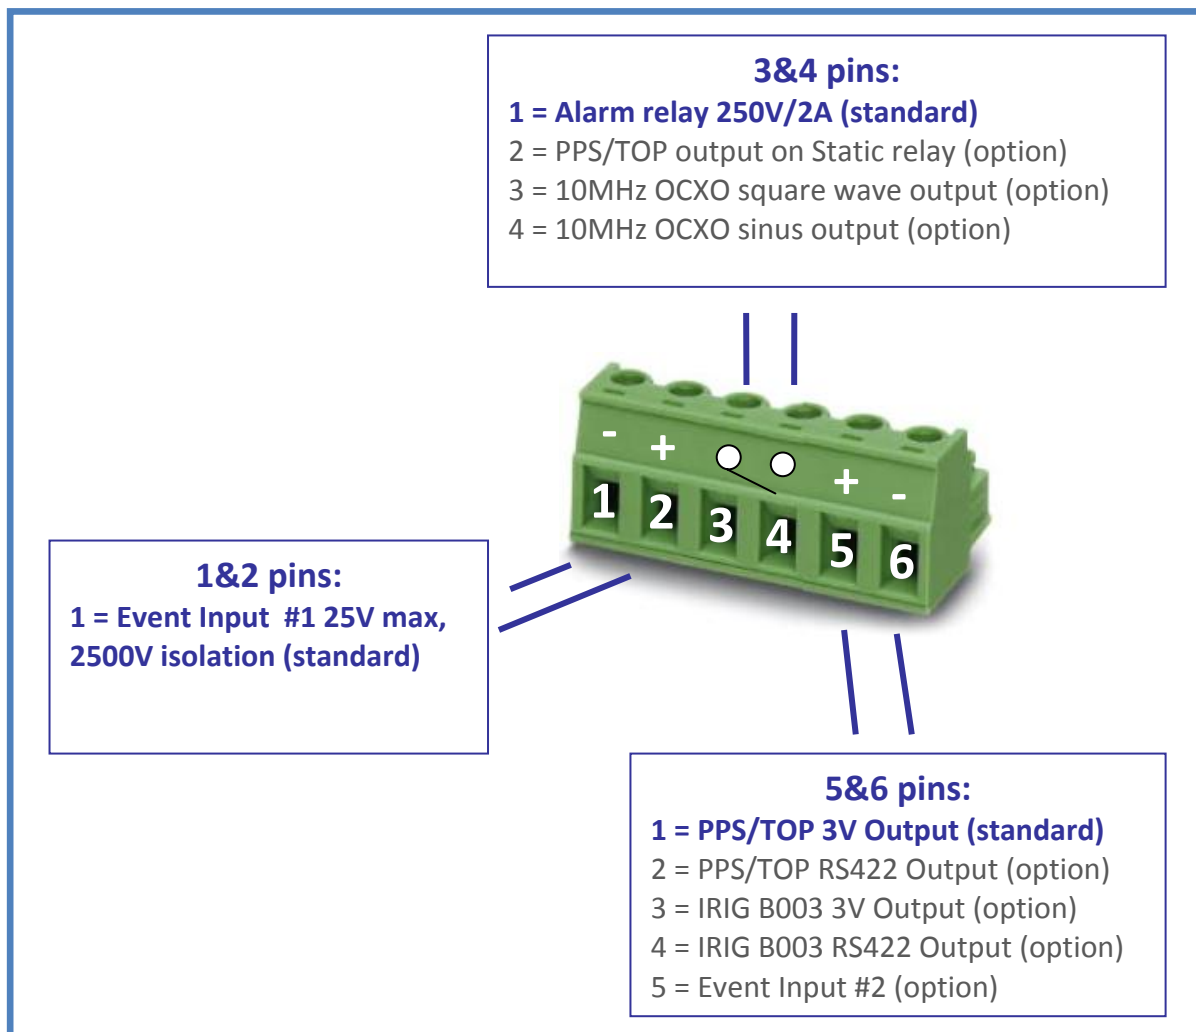 3&4 pins:
1 = Alarm relay 250V/2A (standard)
2 = PPS/TOP output on Static relay (option)
3 = 10MHz OCXO square wave output (option)
4 = 10MHz OCXO sinus output (option)
- + + -
1 2 3 4 5 6
1&2 pins:
1 = Event Input #1 25V max,
2500V isolation (standard)
5&6 pins:
1 = PPS/TOP 3V Output (standard)
2 = PPS/TOP RS422 Output (option)
3 = IRIG B003 3V Output (option)
4 = IRIG B003 RS422 Output (option)
5 = Event Input #2 (option)